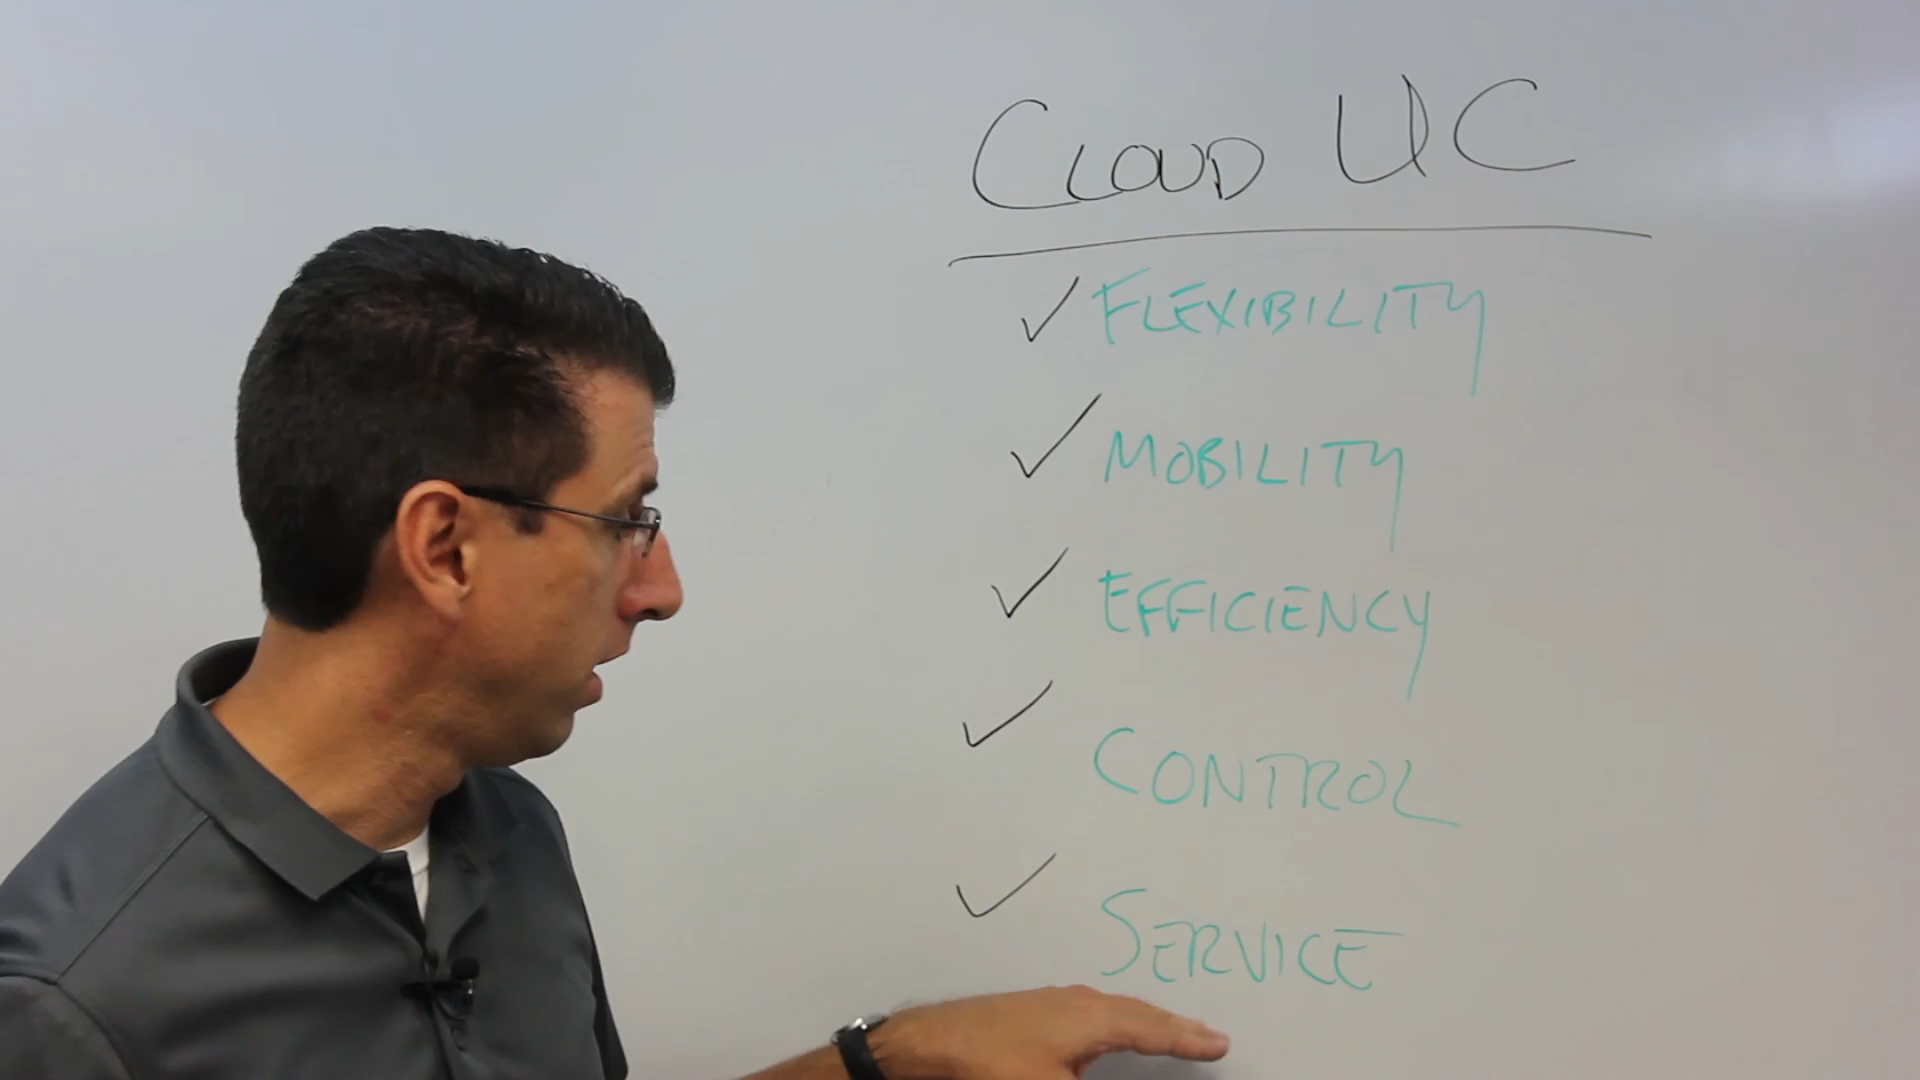 CLOUD UC
✓ FLEXIBILITY
✓ MOBILITY
✓ EFFICIENCY
✓ CONTROL
✓ SERVICE